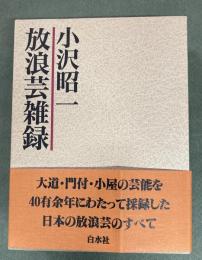 小沢昭一
放浪芸雑録
大道・門付・小屋の芸能を
40有余年にわたって採録した
日本の放浪芸のすべて
白水社